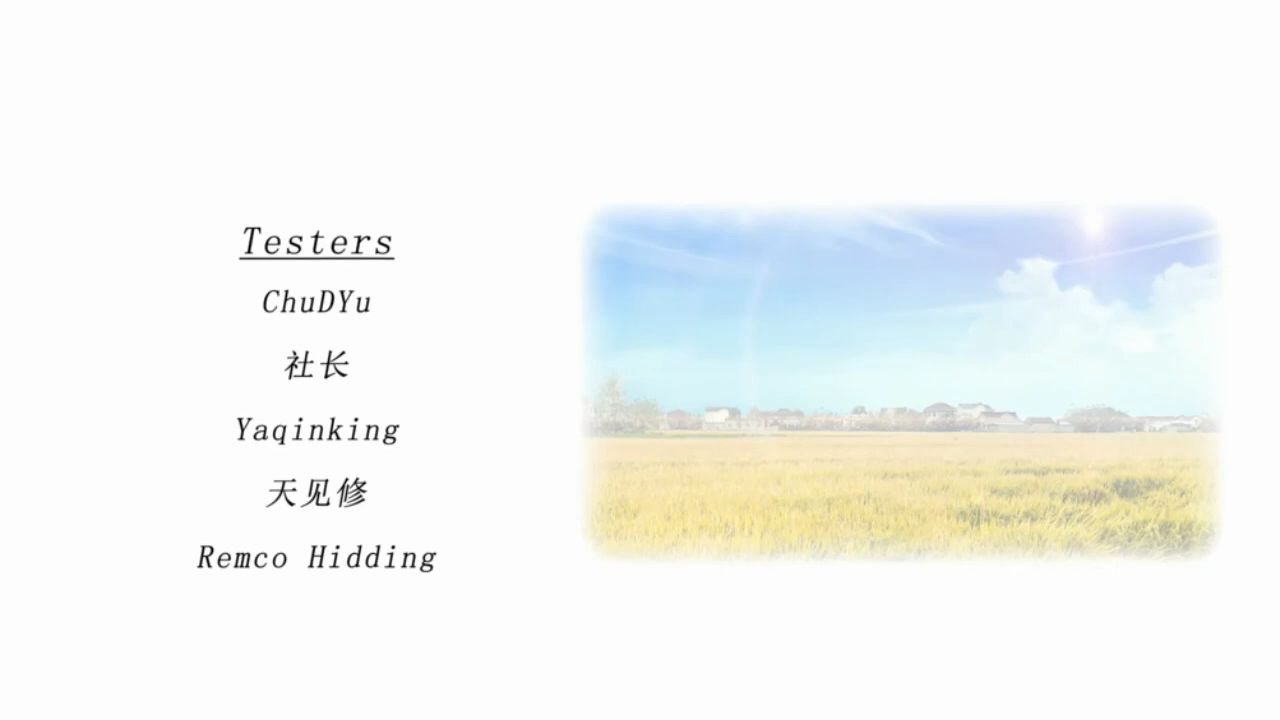 Testers
ChuDYu
社长
Yaqinking
天见修
Remco Hidding